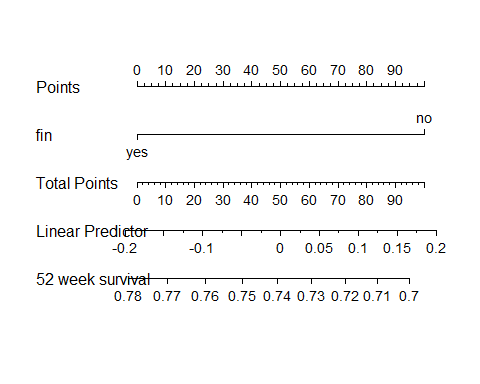 0 10 20 30 40 50 60 70 80 90
Points
no
fin
yes
Total Points
0 10 20 30 40 50 60 70 80 90
Linear Predictor
-0.2 -0.1 0 0.05 0.1 0.15 0.2
52 week survival
0.78 0.77 0.76 0.75 0.74 0.73 0.72 0.71 0.7